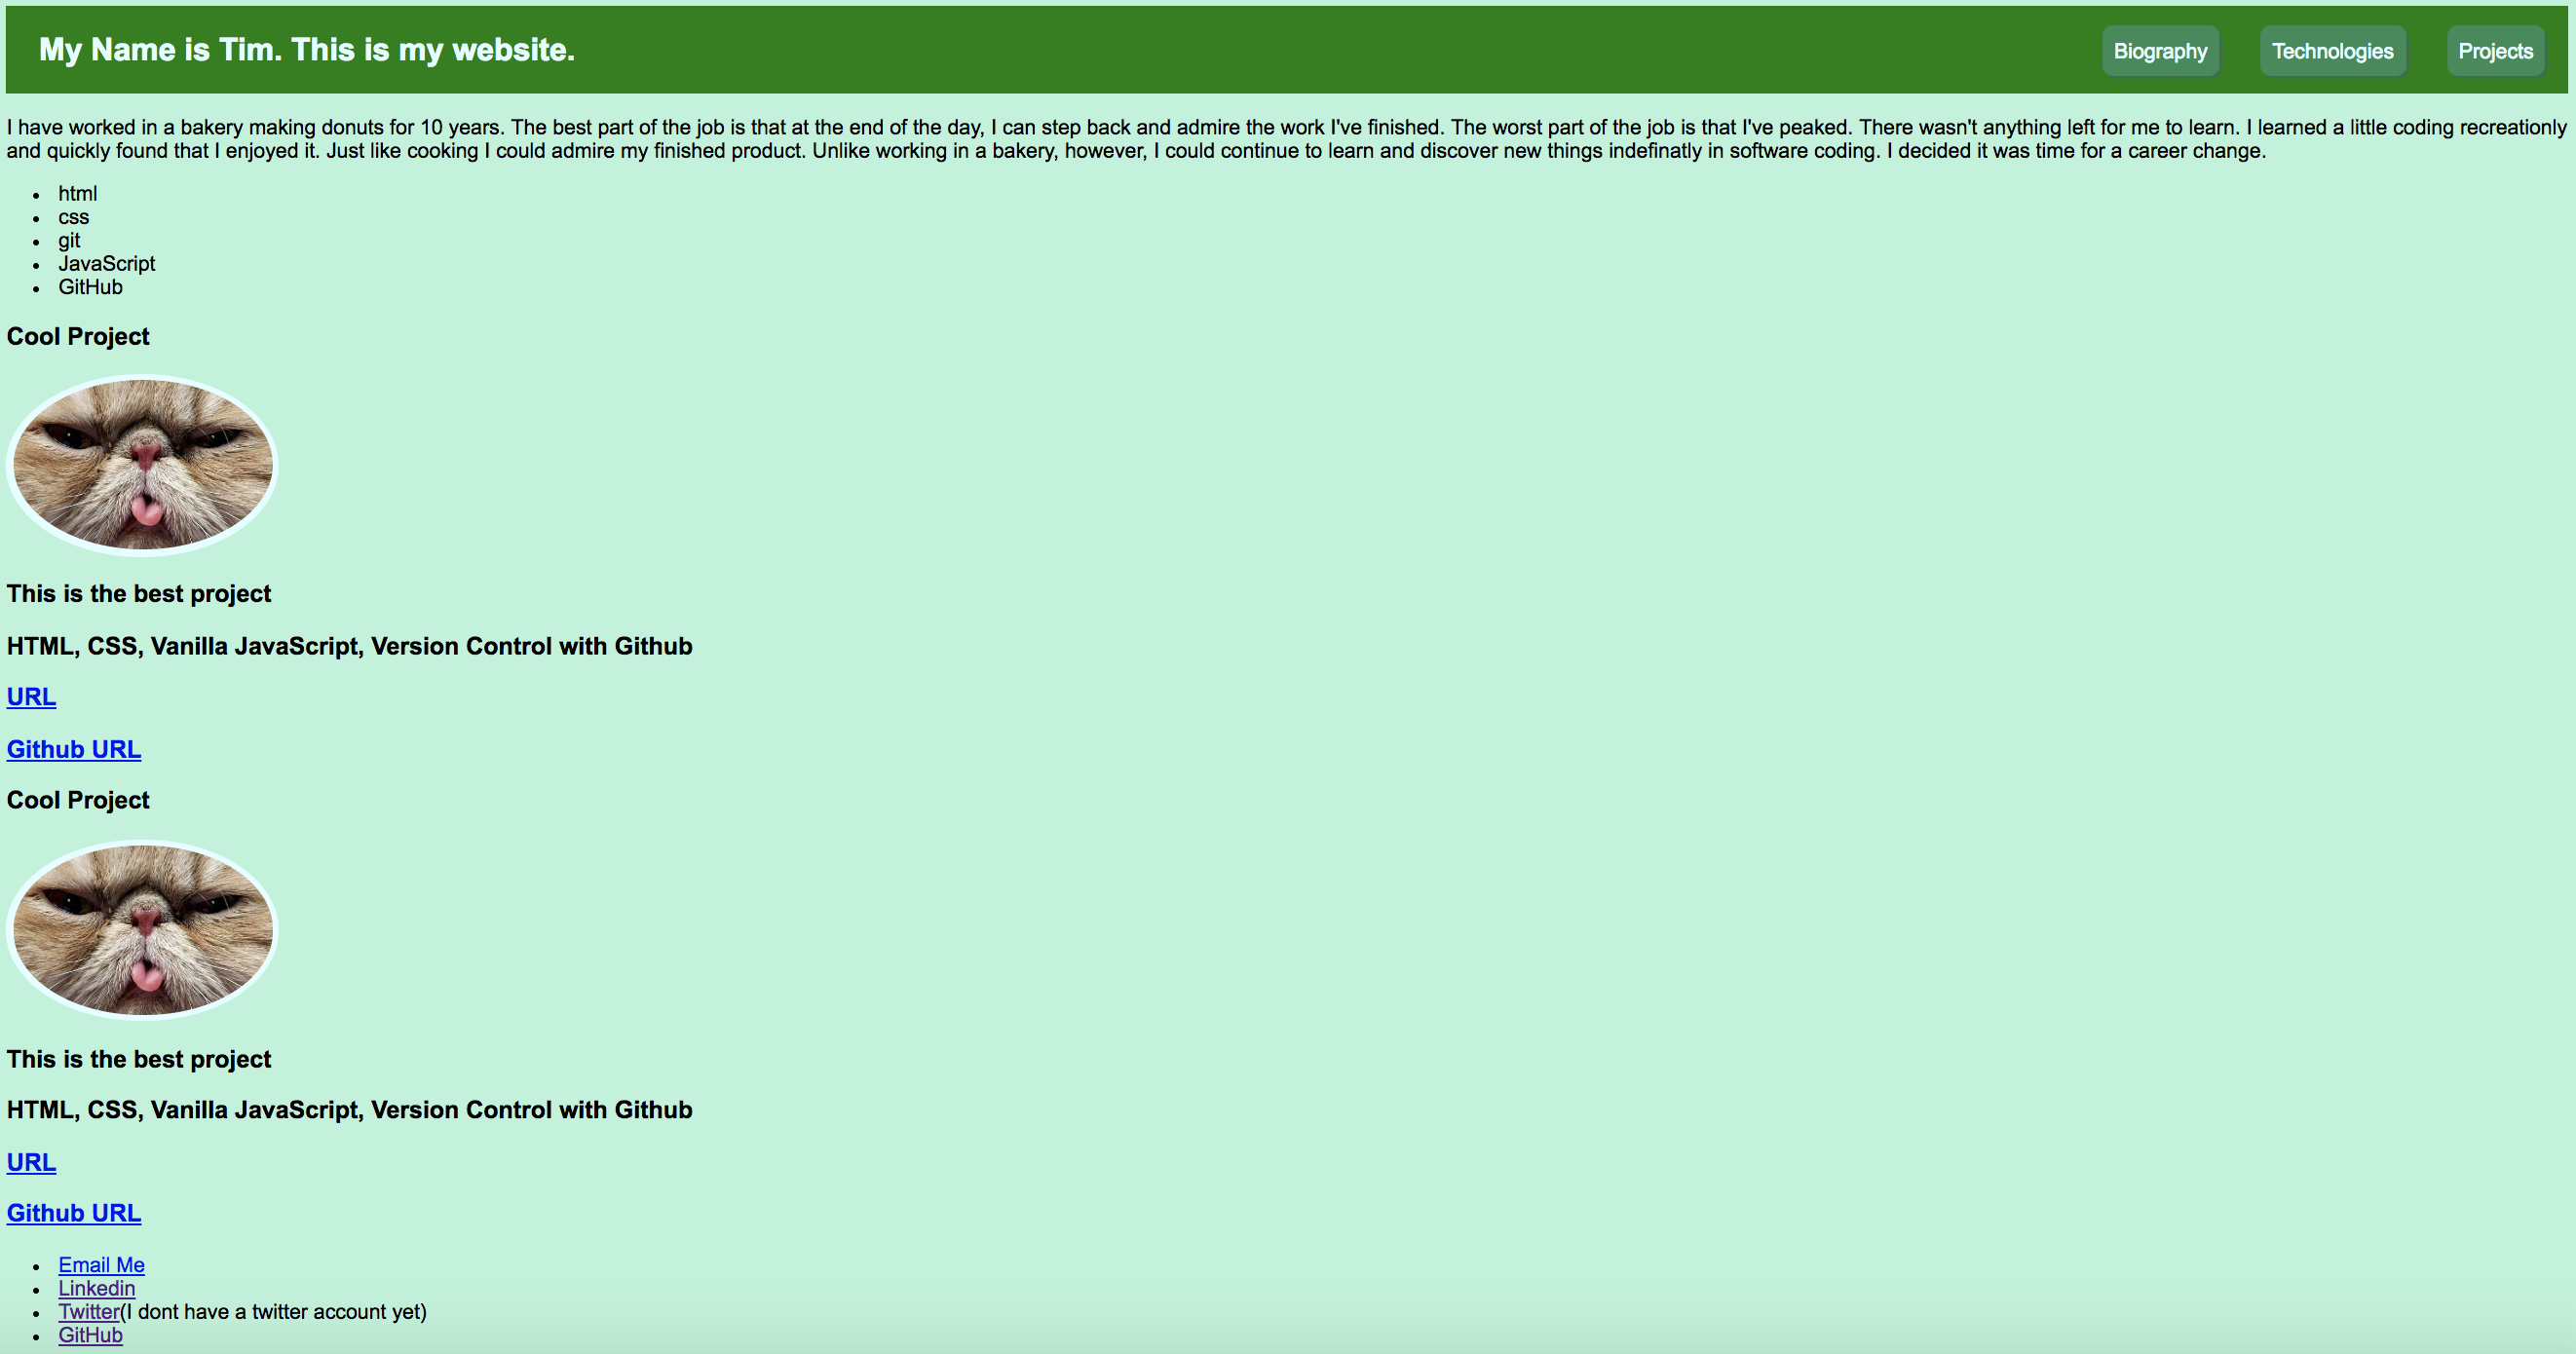 My Name is Tim. This is my website.
Biography
Technologies
Projects
I have worked in a bakery making donuts for 10 years. The best part of the job is that at the end of the day, I can step back and admire the work I've finished. The worst part of the job is that I've peaked. There wasn't anything left for me to learn. I learned a little coding recreationly
and quickly found that I enjoyed it. Just like cooking I could admire my finished product. Unlike working in a bakery, however, I could continue to learn and discover new things indefinatly in software coding. I decided it was time for a career change.
html
css
git
JavaScript
GitHub
Cool Project
This is the best project
HTML, CSS, Vanilla JavaScript, Version Control with Github
URL
Github URL
Cool Project
This is the best project
HTML, CSS, Vanilla JavaScript, Version Control with Github
URL
Github URL
Email Me
Linkedin
Twitter(I dont have a twitter account yet)
GitHub